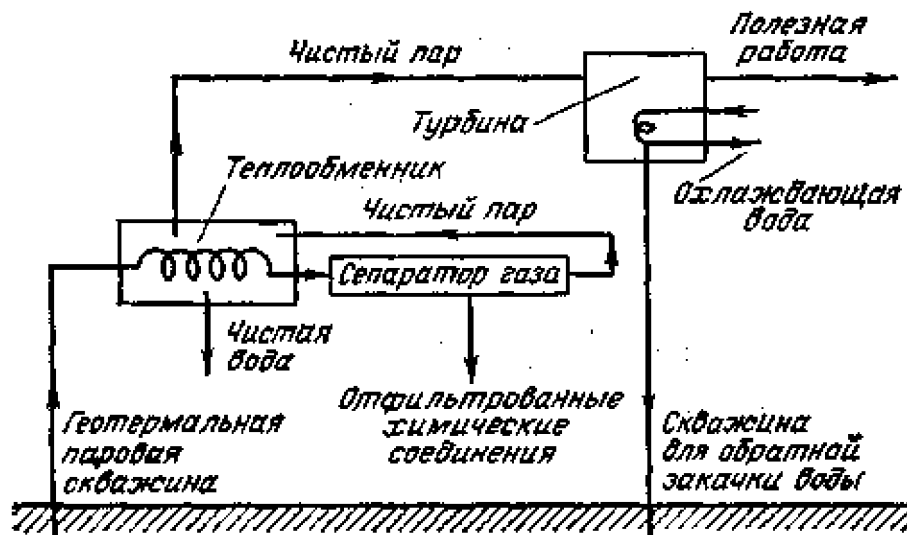 Чистый пар
Полезная
работа
Турбина
Теплообменник
Охлаждающая
вода
Чистый пар
Сепаратор газа
Чистая
вода
Геотермальная
паровая
скважина
Отфильтрованные
химические
соединения
Скважина
для обратной
закачки воды